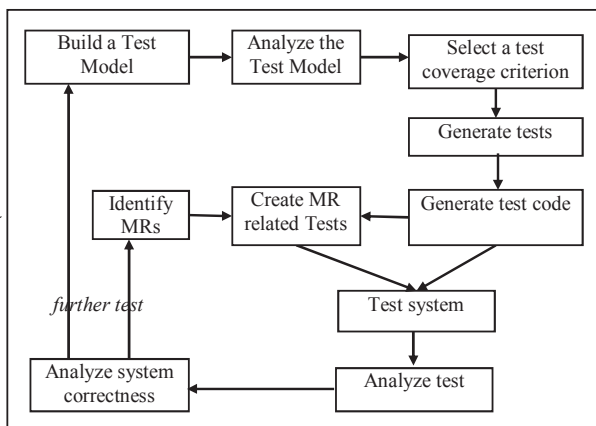 Build a Test
Model
Analyze the
Test Model
Select a test
coverage criterion
Generate tests
Identify
MRs
Create MR
related Tests
Generate test code
further test
Test system
Analyze system
correctness
Analyze test